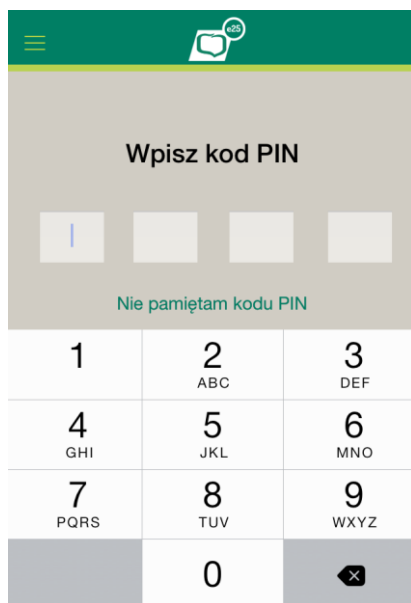 e25
Wpisz kod PIN
Nie pamiętam kodu PIN
1 2 3
ABC DEF
4 5 6
GHI JKL MNO
7 8 9
PQRS TUV WXYZ
0